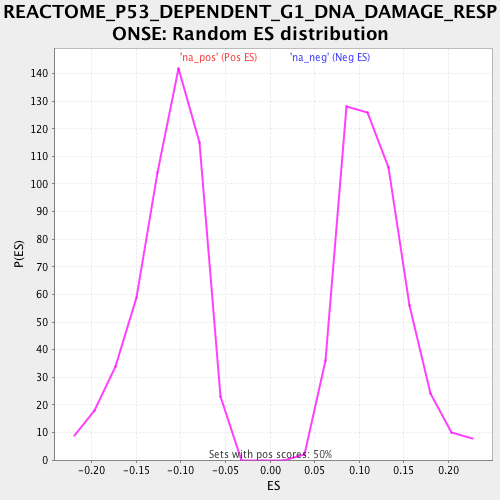 REACTOME_P53_DEPENDENT_G1_DNA_DAMAGE_RESP
ONSE: Random ES distribution
'na_pos' (Pos ES) 'na_neg' (Neg ES)
140
130
120
110
100
90
80
70
60
50
40
30
20
10
0
P(ES)
Sets with pos scores: 50%
-0.20 -0.15 -0.10 -0.05 0.00 0.05 0.10 0.15 0.20
ES